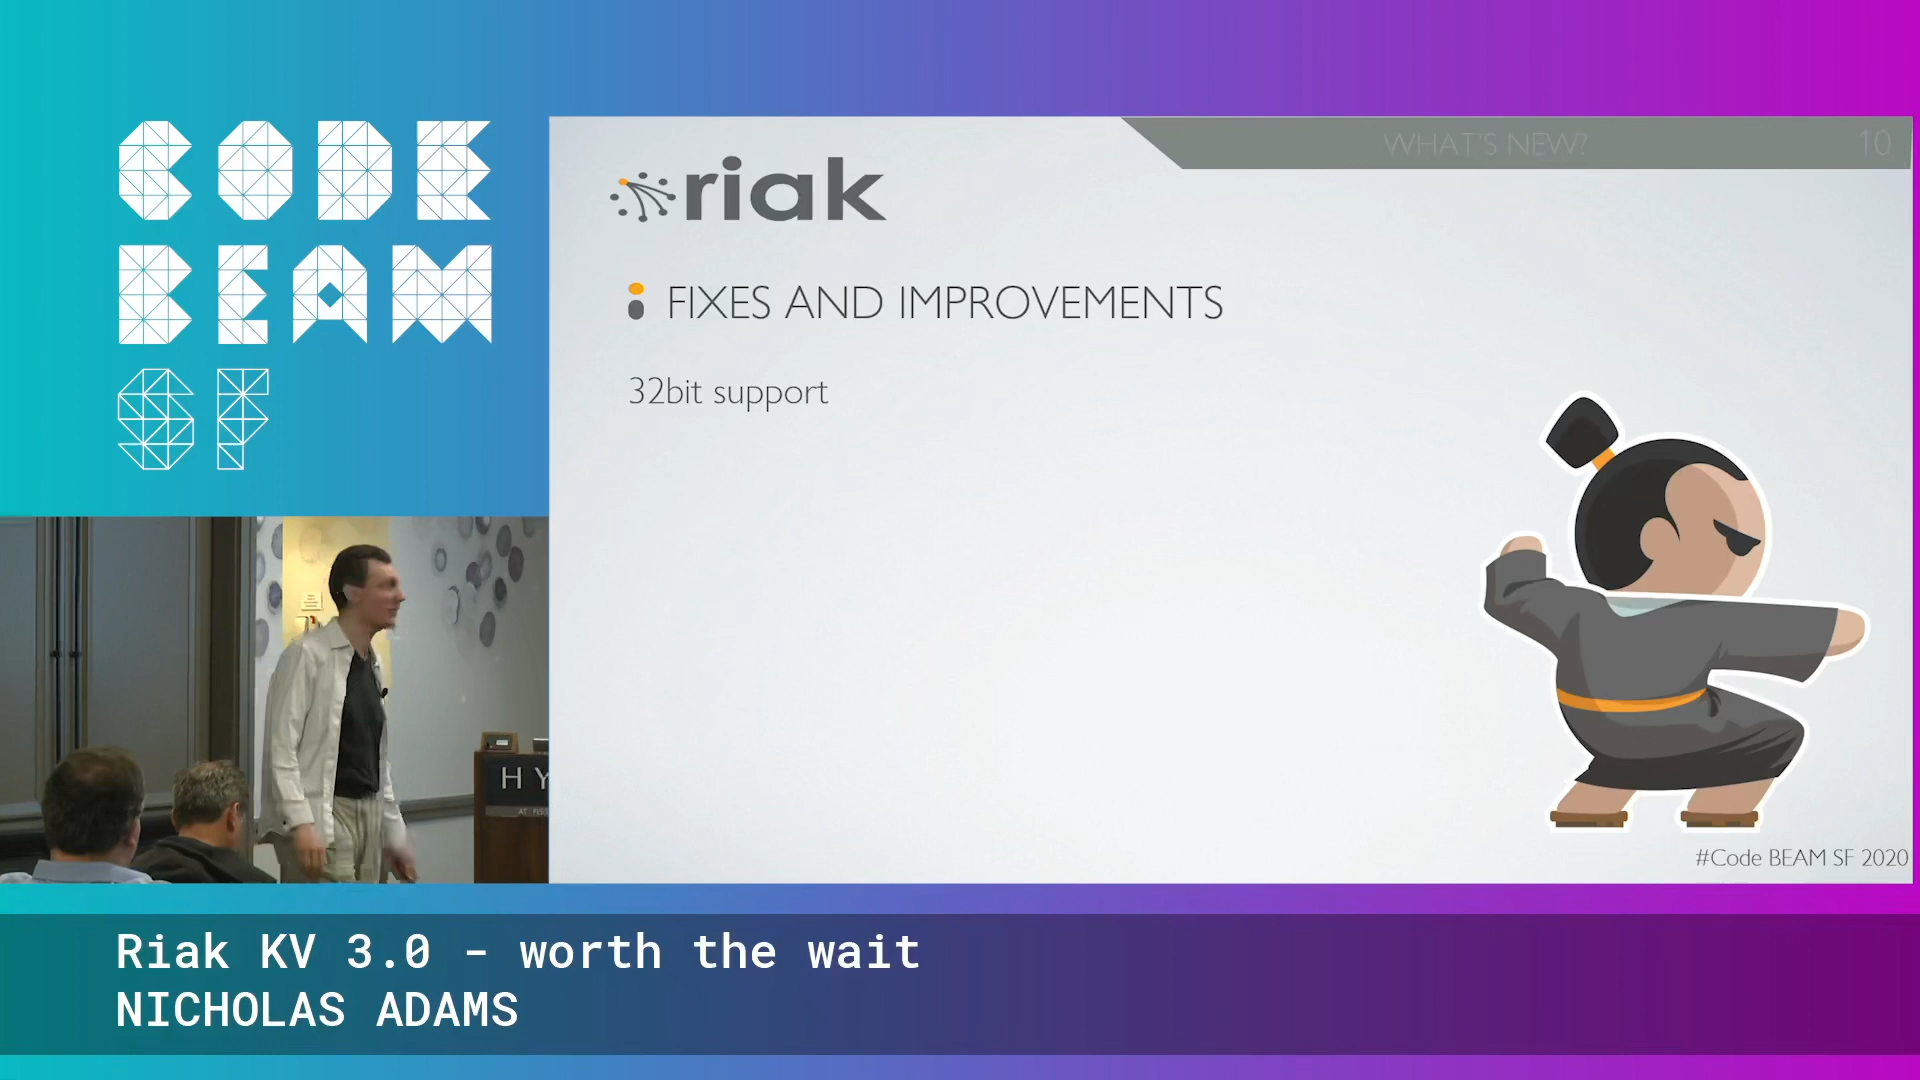 CODE
BEAM
SF
WHAT'S NEW?
10
riak
FIXES AND IMPROVEMENTS
32bit support
HY
#Code BEAM SF 2020
Riak KV 3.0 - worth the wait
NICHOLAS ADAMS